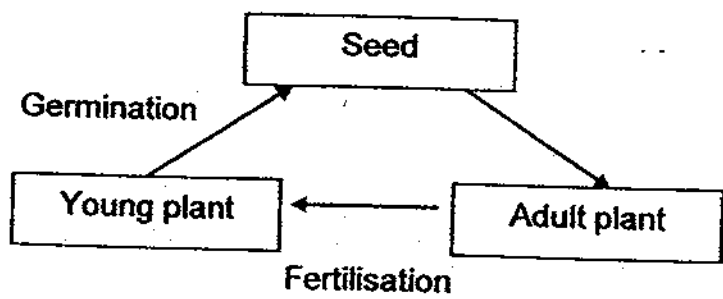 Seed
Germination
Young plant
Adult plant
Fertilisation